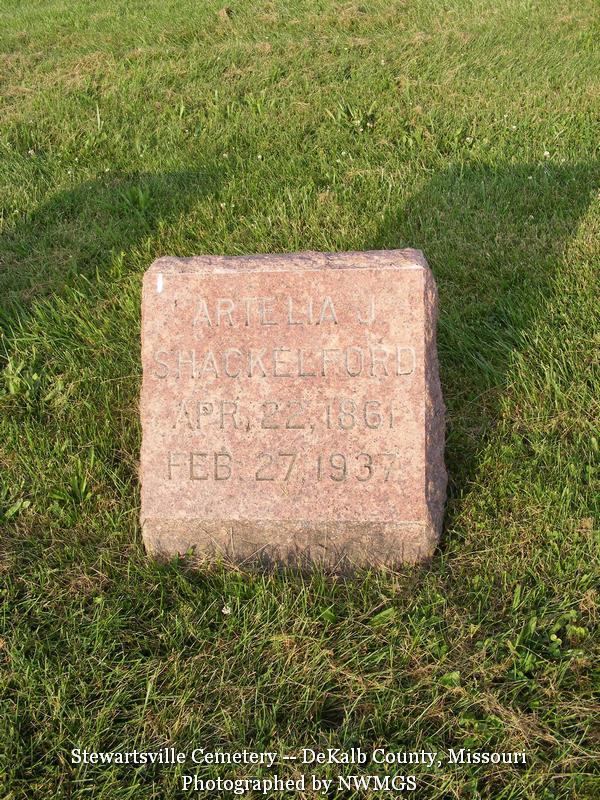 ARTELIA J.
SHACKELFORD
APR. 22, 1861
FEB. 27, 1937
Stewartsville Cemetery -- DeKalb County, Missouri
Photographed by NWMGS